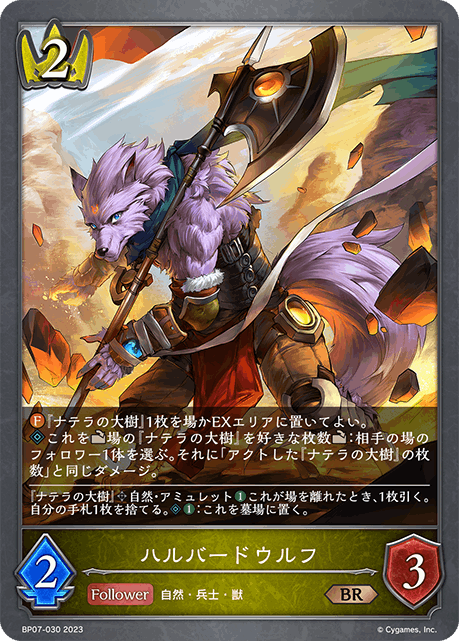 2
『ナテラの大樹』1枚を場かEXエリアに置いてよい。
これを場の『ナテラの大樹』を好きな枚数:相手の場の
フォロワー1体を選ぶ。それに「アクトした『ナテラの大樹』の枚
数」と同じダメージ。
『ナテラの大樹』自然・アミュレット 1 これが場を離れたとき、1枚引く。
自分の手札1枚を捨てる。1:これを墓場に置く。
ハルバードウルフ
2 Follower 自然・兵士・獣 BR 3
BP07-030 2023 © Cygames, Inc.